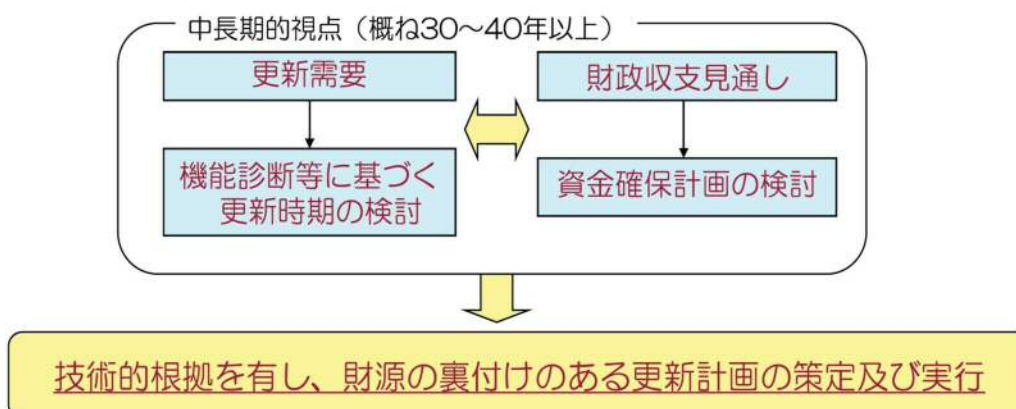 中長期的視点（概ね30～40年以上）
更新需要
財政収支見通し
機能診断等に基づく
更新時期の検討
資金確保計画の検討
技術的根拠を有し、財源の裏付けのある更新計画の策定及び実行